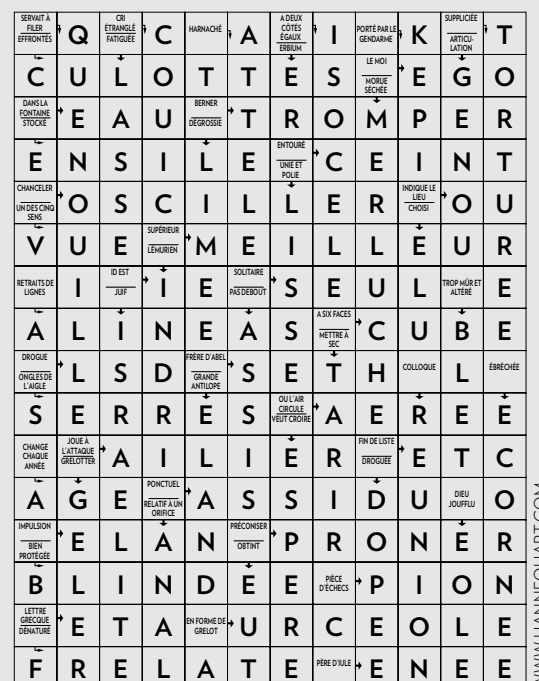 SERVAIT À FILER EFFRONTÉS Q CRI ÉTRANGLÉ FATIGUÉE C HARNACHÉ A A DEUX CÔTÉS ÉGAUX ERBIUM I PORTÉ PAR LE GENDARME K SUPPLICIÉE ARTICU-LATION T
C U L O T T E S LE MOI MORUE SÉCHÉE E G O
DANS LA FONTAINE STOCKE E A U BERNER DÉGROSSIE T R O M P E R
E N S I L E ENTOURÉ UNIE ET POLIE C E I N T
CHANCELER UN DES CINQ SENS O S C I L L E R INDIQUE LE LIEU CHOISI O U
V U E SUPÉRIEUR LÉMURIEN M E I L L E U R
RETRAITS DE LIGNES I ID EST JUIF I E SOLITAIRE PAS DEBOUT S E U L TROP MÛR ET ALTÉRÉ E
A L I N E A S A SIX FACES METTRE À SEC C U B E
DROGUE ONGLES DE L'AIGLE L S D FRÈRE D'ABEL GRANDE ANTILOPE S E T H COLLOQUE L ÉBRÉCHÉE
S E R R E S OU L'AIR CIRCULE VEUT CROIRE A E R E E
CHANGE CHAQUE ANNÉE JOUE À L'ATTAQUE GRELOTTER A I L I E R FIN DE LISTE DROGUÉE E T C
A G E PONCTUEL RELATIF À UN ORIFICE A S S I D U DIEU JOUFFLU O
IMPULSION BIEN PROTÉGÉE E L A N PRÉCONISER OBTINT P R O N E R
B L I N D E E PIÈCE D'ÉCHECS P I O N
LETTRE GRECQUE DÉNATURÉ E T A EN FORME DE GRELOT U R C E O L E
F R E L A T E PÈRE D'IULE E N E E